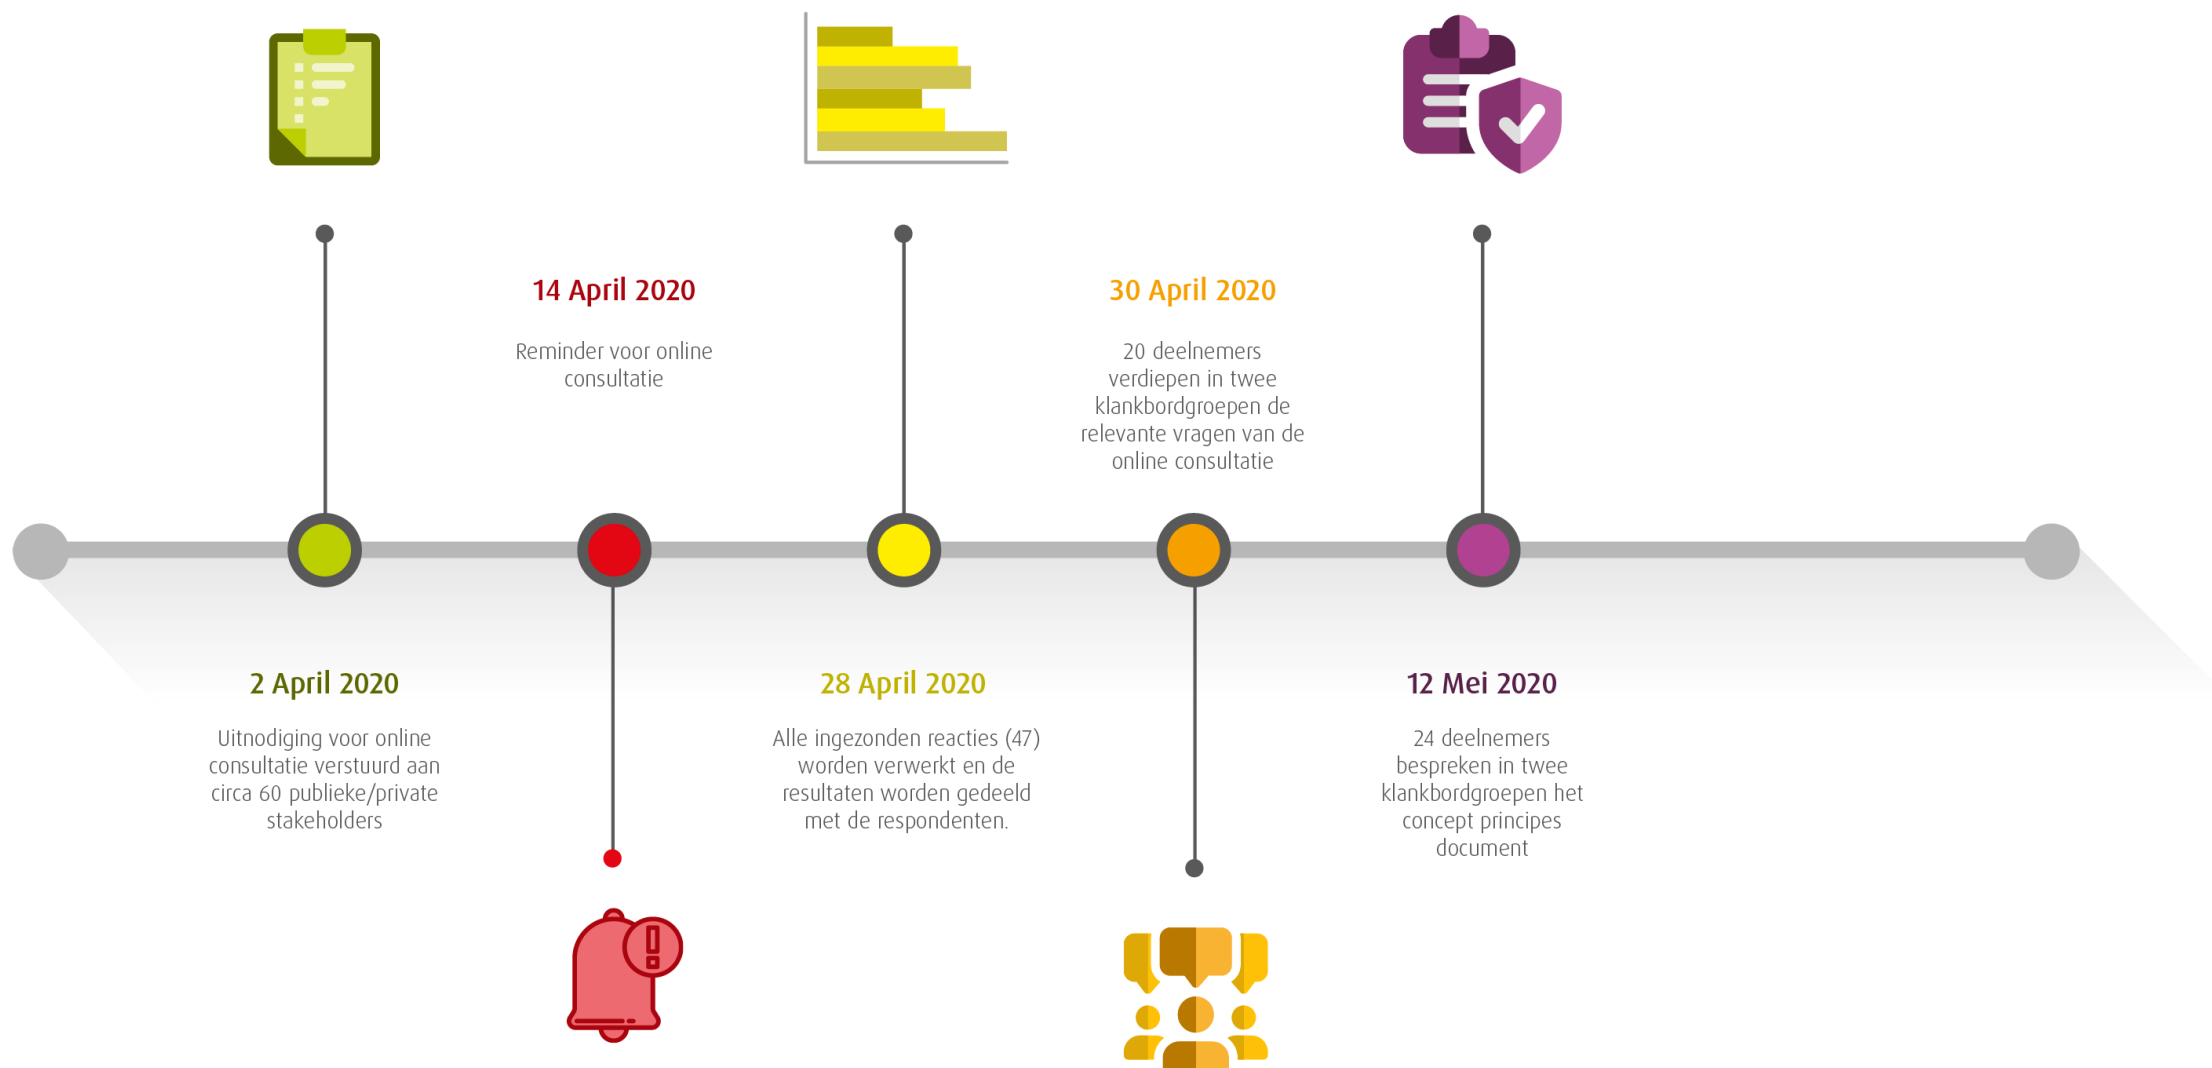 2 April 2020
Uitnodiging voor online
consultatie verstuurd aan
circa 60 publieke/private
stakeholders
14 April 2020
Reminder voor online
consultatie
28 April 2020
Alle ingezonden reacties (47)
worden verwerkt en de
resultaten worden gedeeld
met de respondenten.
30 April 2020
20 deelnemers
verdiepen in twee
klankbordgroepen de
relevante vragen van de
online consultatie
12 Mei 2020
24 deelnemers
bespreken in twee
klankbordgroepen het
concept principes
document